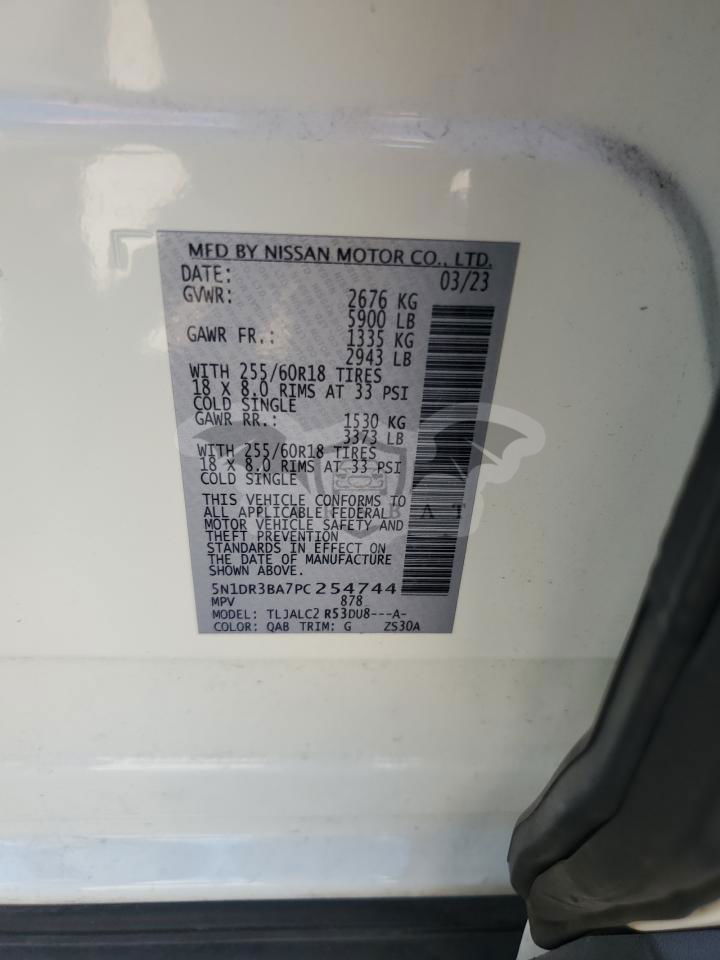 MFD BY NISSAN MOTOR CO., LTD.
DATE: 03/23
GVWR: 2676 KG
5900 LB
GAWR FR.: 1335 KG
2943 LB
WITH 255/60R18 TIRES
18 X 8.0 RIMS AT 33 PSI
COLD SINGLE
GAWR RR.: 1530 KG
3373 LB
WITH 255/60R18 TIRES
18 X 8.0 RIMS AT 33 PSI
COLD SINGLE
THIS VEHICLE CONFORMS TO
ALL APPLICABLE FEDERAL
MOTOR VEHICLE SAFETY AND
THEFT PREVENTION
STANDARDS IN EFFECT ON
THE DATE OF MANUFACTURE
SHOWN ABOVE.
5N1DR3BA7PC254744
MPV 878
MODEL: TLJALC2 R53DU8---A-
COLOR: QAB TRIM: G ZS30A